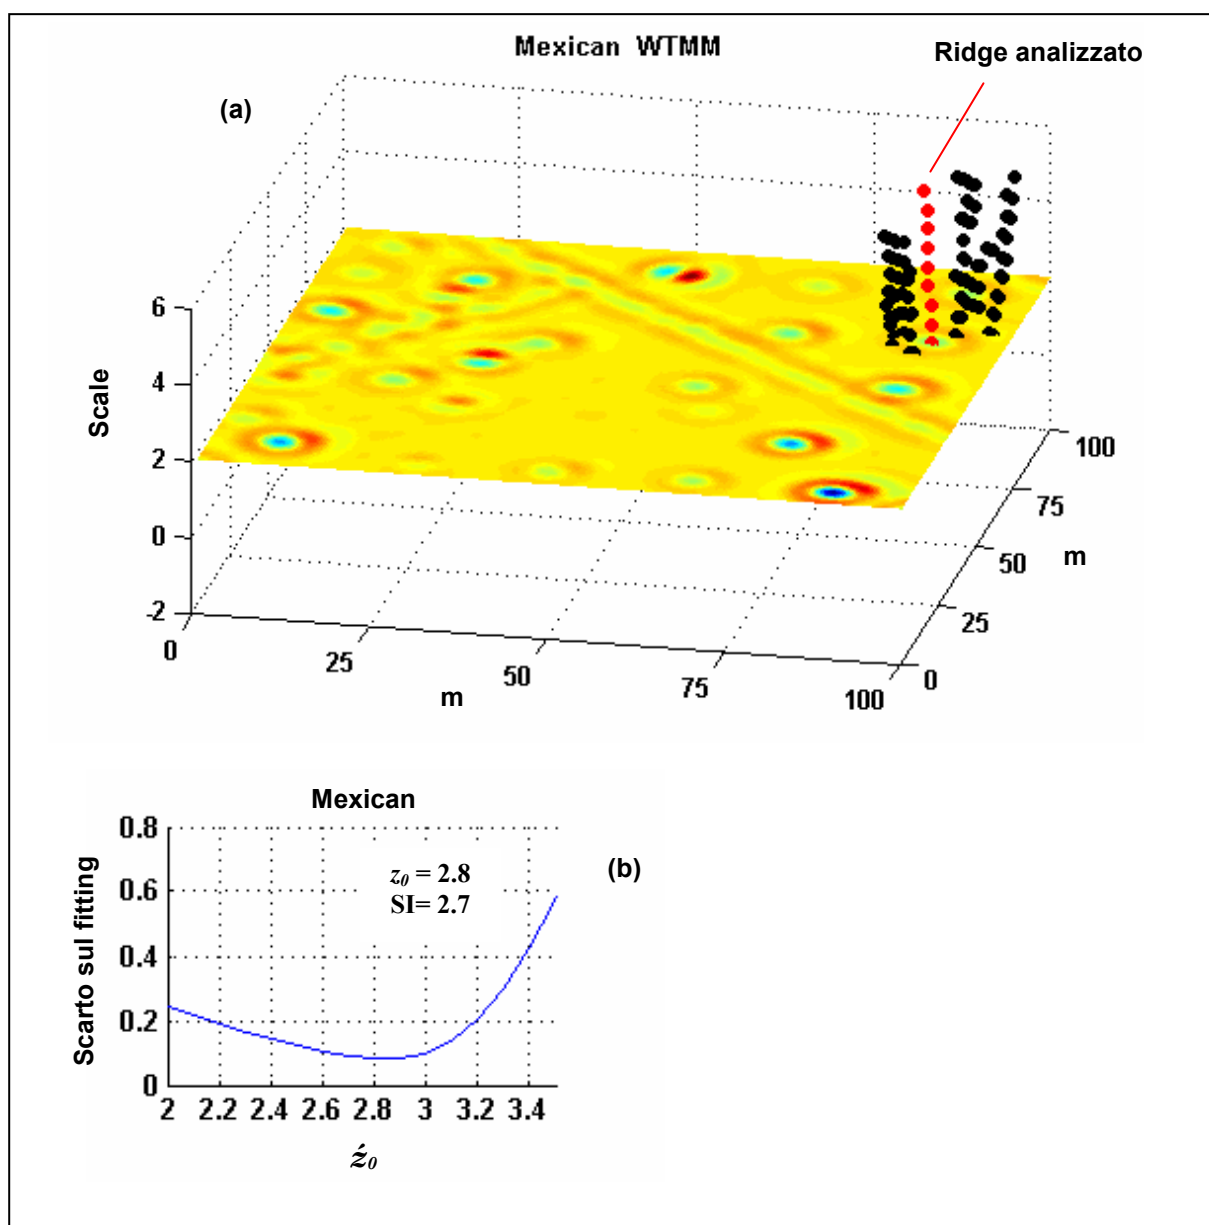 Mexican WTMM
Ridge analizzato
(a)
Scale
6
4
2
0
-2
0
25
50
75
100
m
0
25
50
75
100
m
Mexican
(b)
Scarto sul fitting
0.8
0.6
0.4
0.2
0
z0 = 2.8
SI= 2.7
2 2.2 2.4 2.6 2.8 3 3.2 3.4
ź0